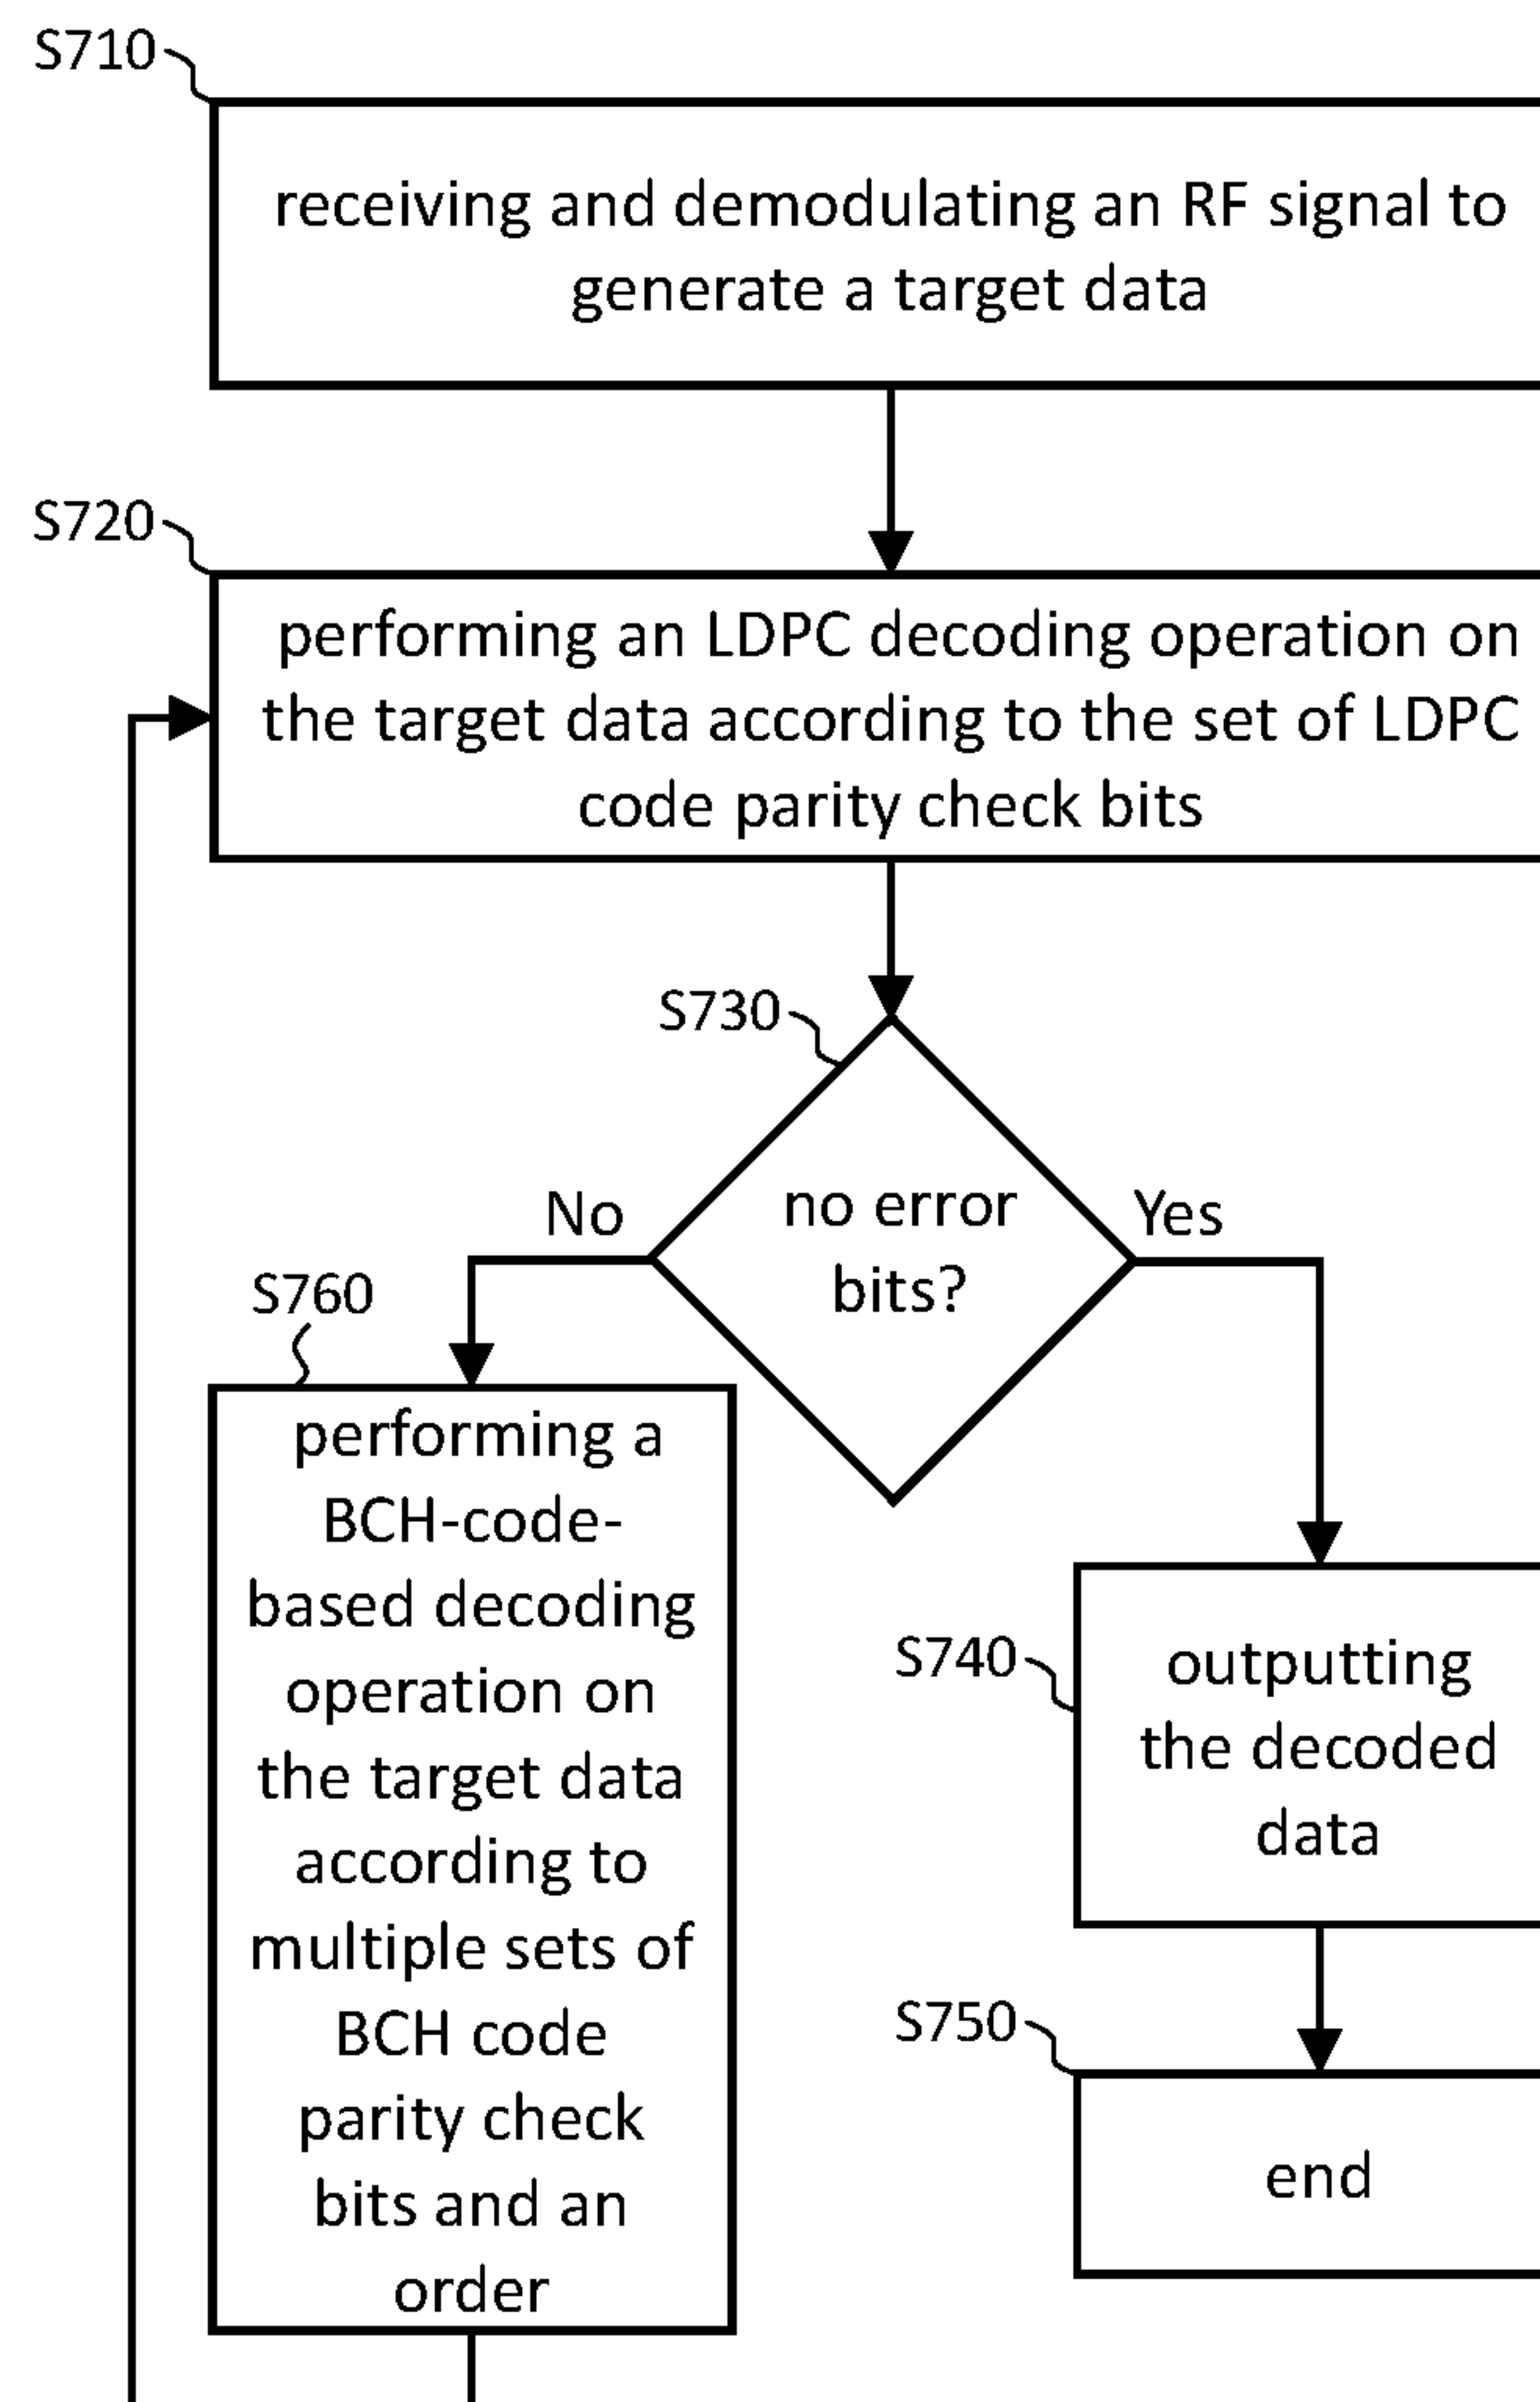 S710
receiving and demodulating an RF signal to
generate a target data
S720
performing an LDPC decoding operation on
the target data according to the set of LDPC
code parity check bits
S730
no error
bits?
No
Yes
S760
performing a
BCH-code-
based decoding
operation on
the target data
according to
multiple sets of
BCH code
parity check
bits and an
order
S740
outputting
the decoded
data
S750
end